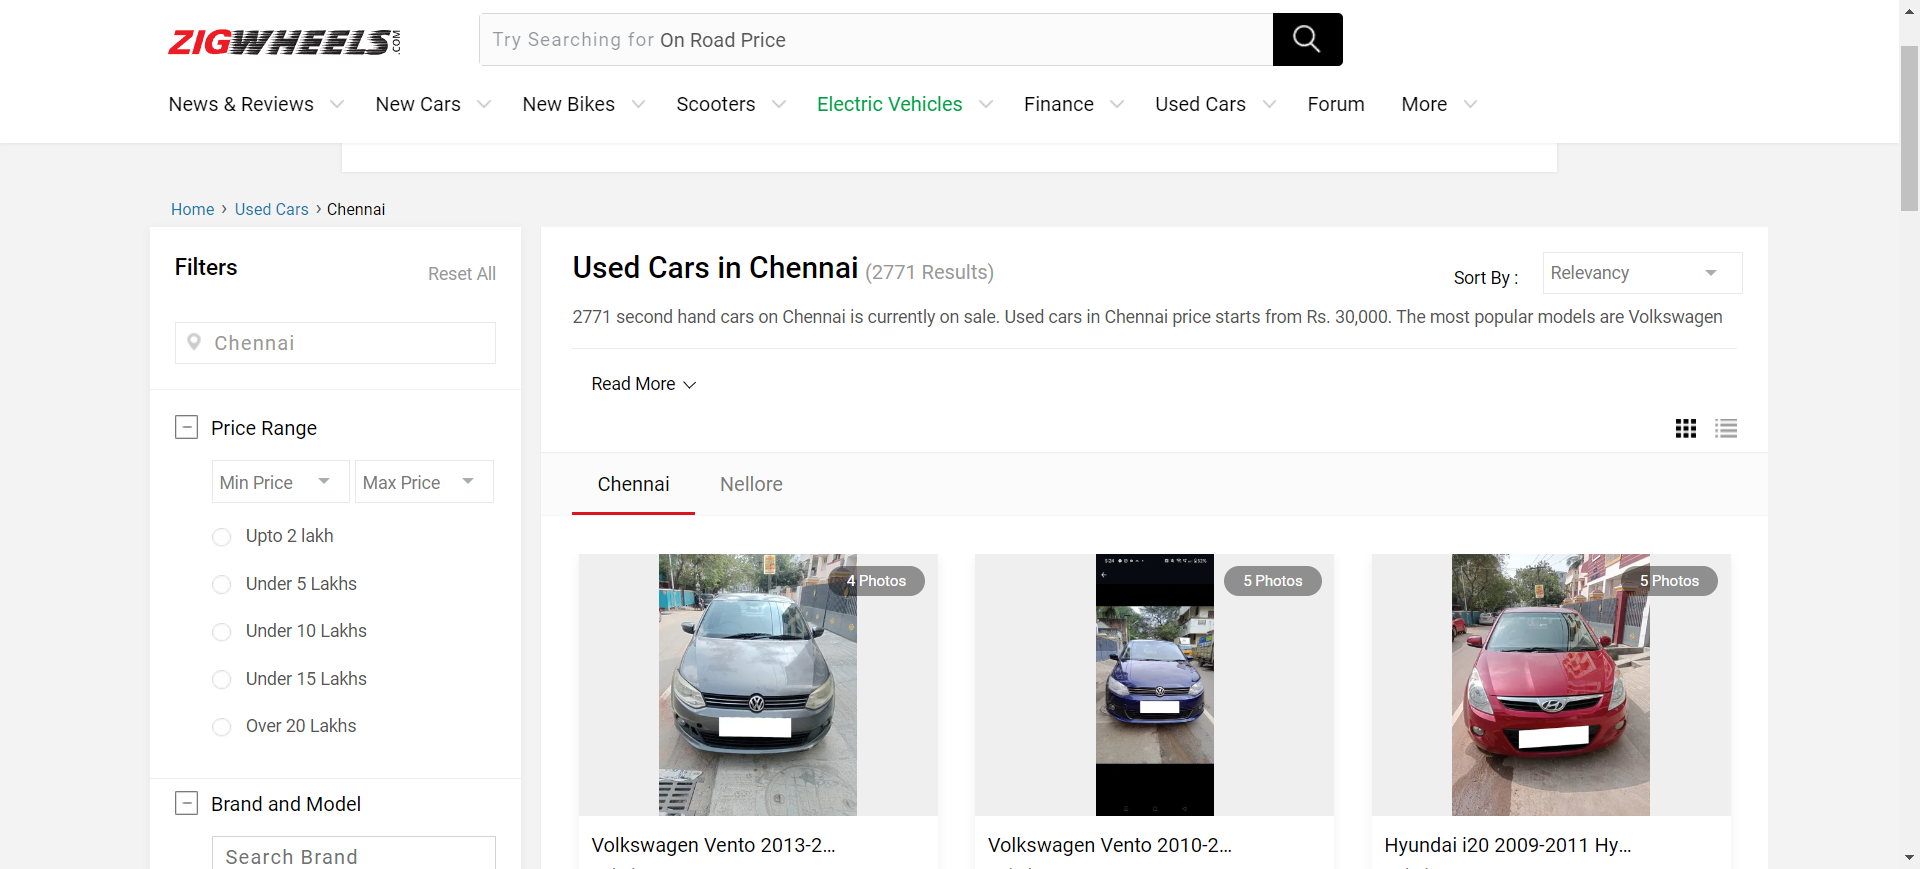 ZIGWHEELS.COM
Try Searching for On Road Price
News & Reviews New Cars New Bikes Scooters Electric Vehicles Finance Used Cars Forum More
Home › Used Cars › Chennai
Filters
Reset All
Chennai
Price Range
Min Price Max Price
Upto 2 lakh
Under 5 Lakhs
Under 10 Lakhs
Under 15 Lakhs
Over 20 Lakhs
Brand and Model
Search Brand
Used Cars in Chennai (2771 Results)
Sort By : Relevancy
2771 second hand cars on Chennai is currently on sale. Used cars in Chennai price starts from Rs. 30,000. The most popular models are Volkswagen
Read More
Chennai Nellore
4 Photos
5 Photos
5 Photos
Volkswagen Vento 2013-2...
Volkswagen Vento 2010-2...
Hyundai i20 2009-2011 Hy...